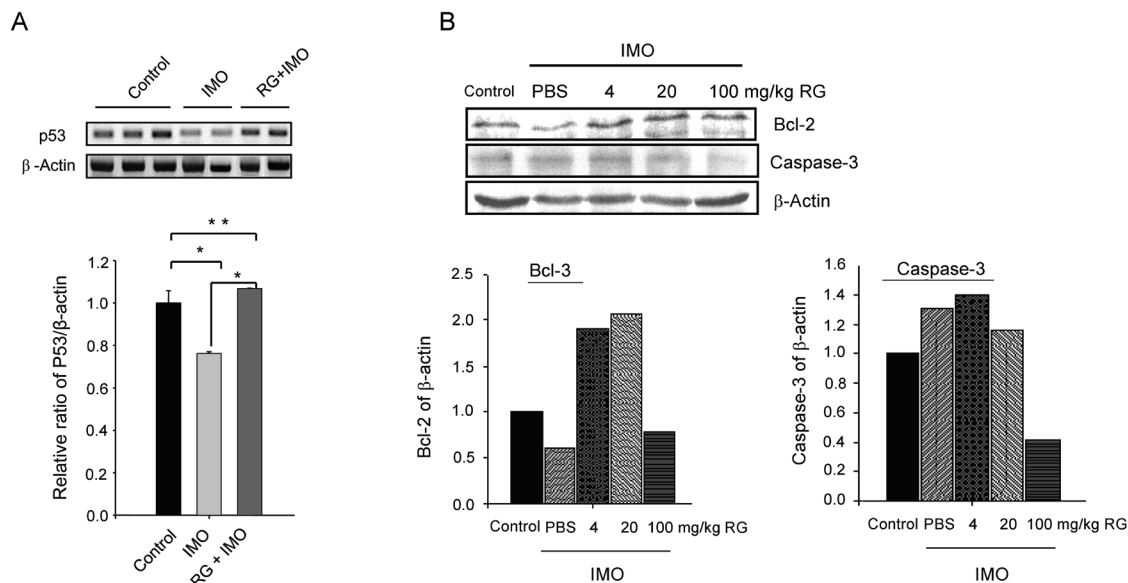 A
Control
IMO
RG+IMO
p53
β -Actin
* *
*
*
Relative ratio of P53/β-actin
1.2
1.0
0.8
0.6
0.4
0.2
0.0
Control
IMO
RG + IMO
B
IMO
Control PBS 4 20 100 mg/kg RG
Bcl-2
Caspase-3
β-Actin
Bcl-3
Bcl-2 of β-actin
2.5
2.0
1.5
1.0
0.5
0.0
Control PBS 4 20 100 mg/kg RG
IMO
Caspase-3
Caspase-3 of β-actin
1.6
1.4
1.2
1.0
0.8
0.6
0.4
0.2
0.0
Control PBS 4 20 100 mg/kg RG
IMO